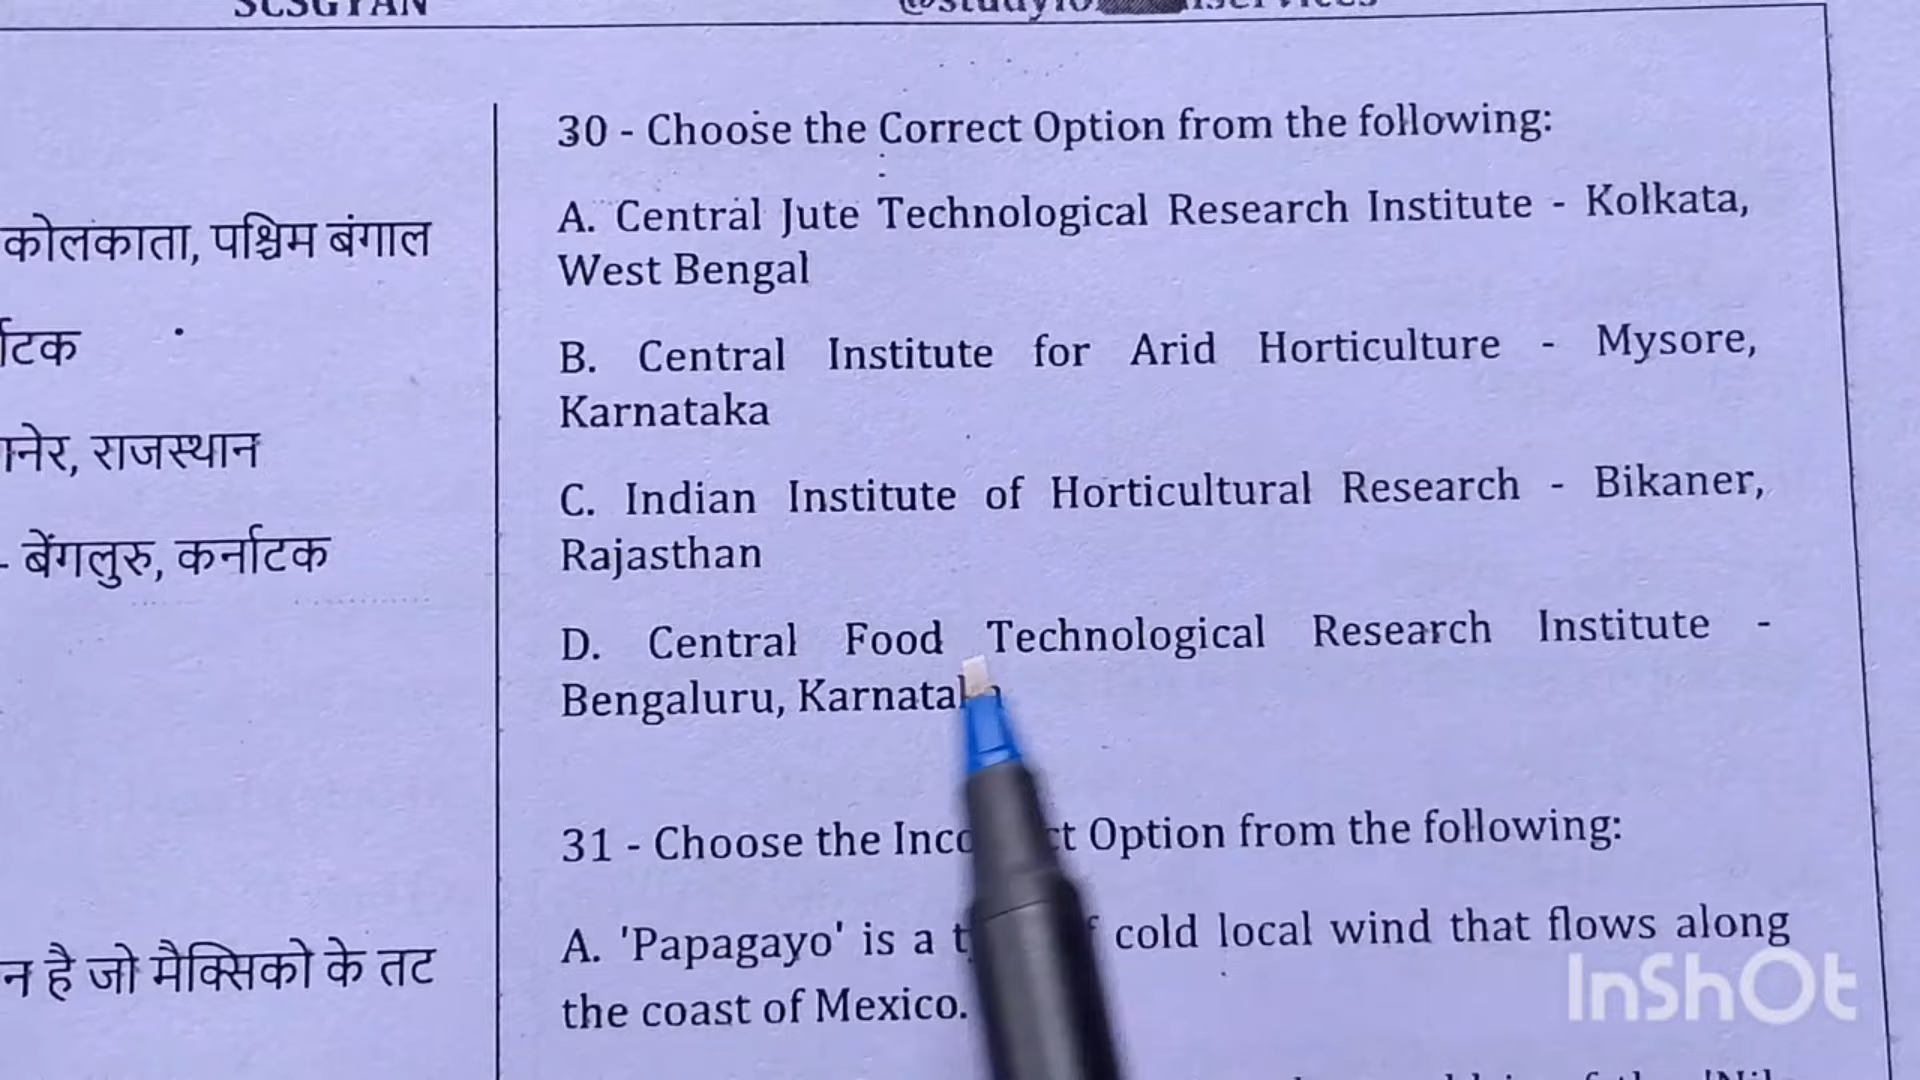 SCSGYAN
कोलकाता, पश्चिम बंगाल
र्नाटक
नेर, राजस्थान
- बेंगलुरु, कर्नाटक
न है जो मैक्सिको के तट
30 - Choose the Correct Option from the following:
A. Central Jute Technological Research Institute - Kolkata,
West Bengal
B. Central Institute for Arid Horticulture - Mysore,
Karnataka
C. Indian Institute of Horticultural Research - Bikaner,
Rajasthan
D. Central Food Technological Research Institute -
Bengaluru, Karnataka
31 - Choose the Incorrect Option from the following:
A. 'Papagayo' is a cold local wind that flows along
the coast of Mexico.
InShOt